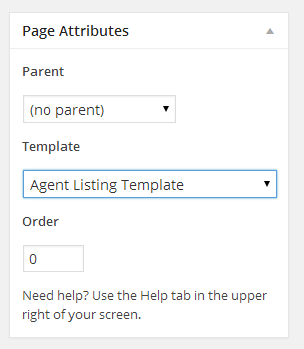 Page Attributes
Parent
(no parent)
Template
Agent Listing Template
Order
0
Need help? Use the Help tab in the upper
right of your screen.